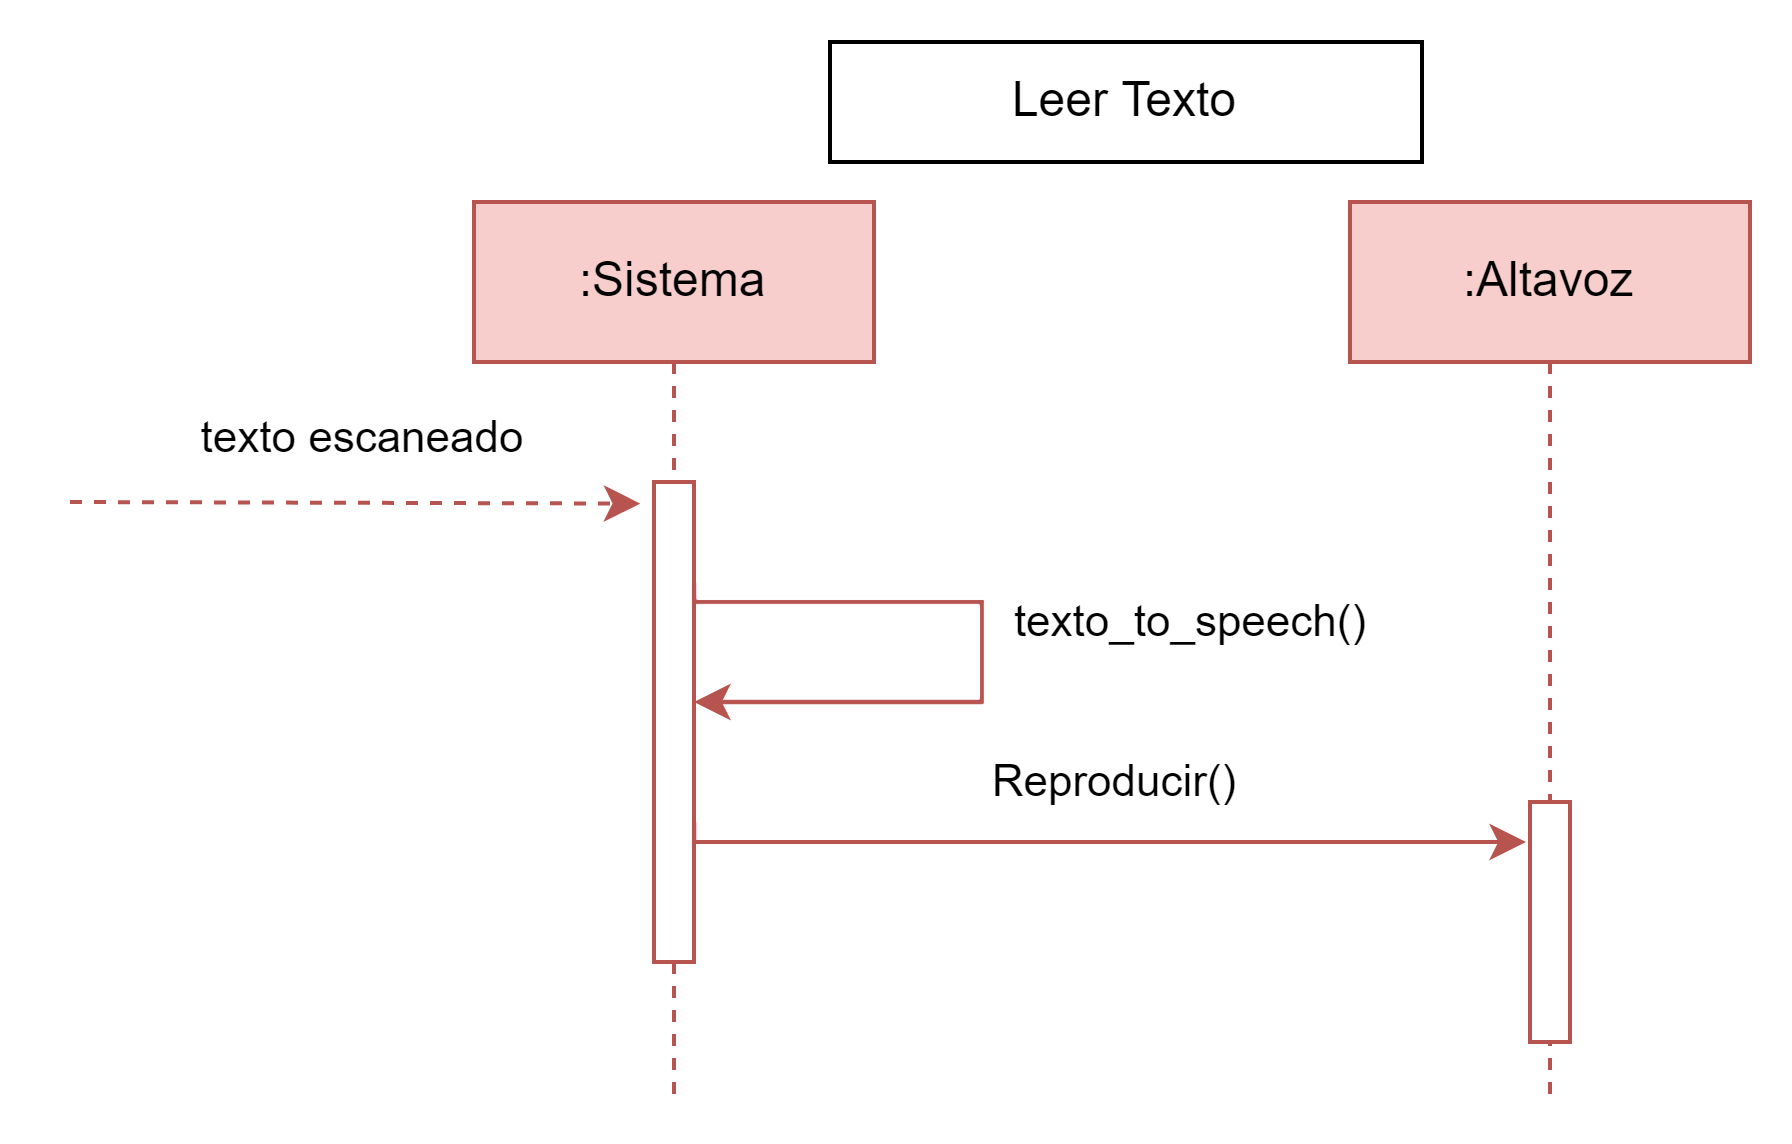 Leer Texto
:Sistema
:Altavoz
texto escaneado
texto_to_speech()
Reproducir()